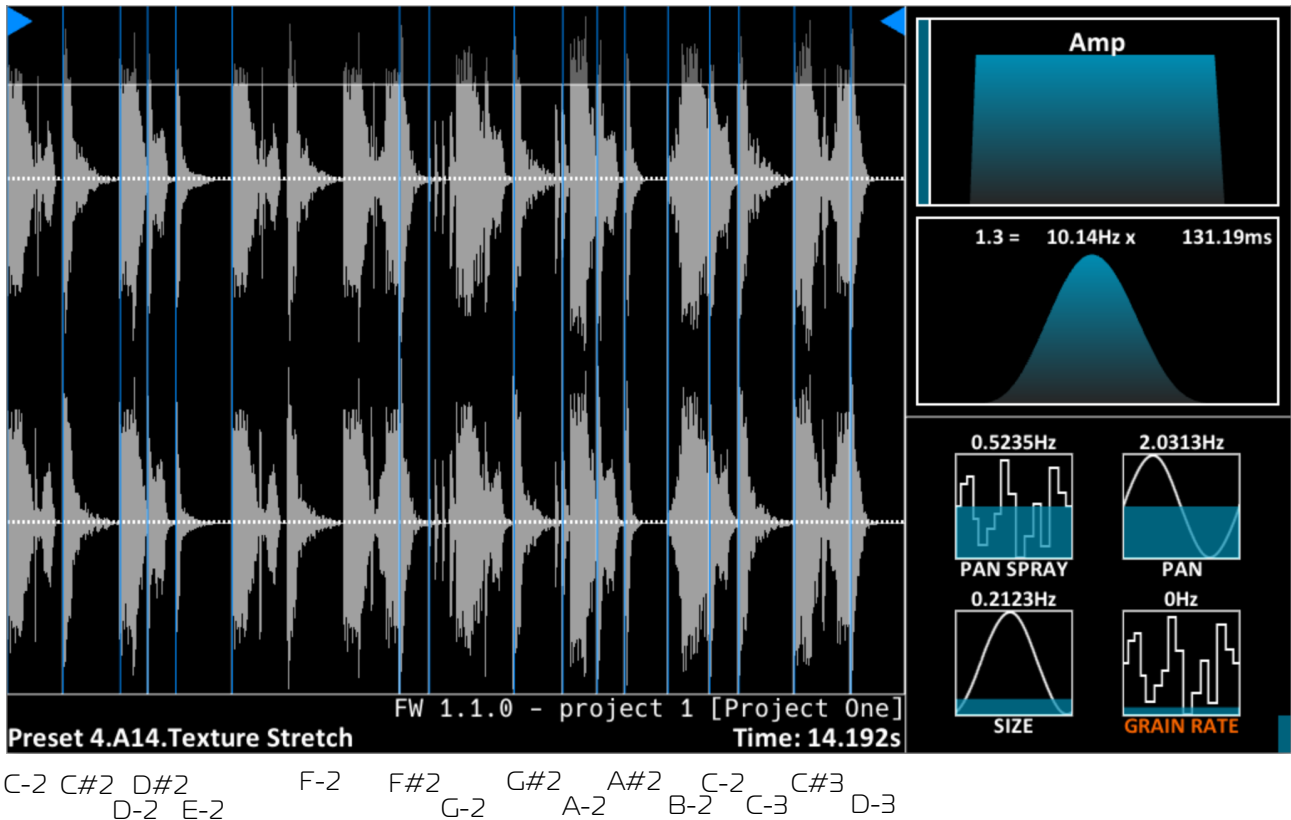 Amp
1.3 = 10.14Hz x 131.19ms
0.5235Hz 2.0313Hz
PAN SPRAY PAN
0.2123Hz 0Hz
SIZE GRAIN RATE
FW 1.1.0 - project 1 [Project One]
Preset 4.A14.Texture Stretch Time: 14.192s
C-2 C#2 D#2 F-2 F#2 G#2 A#2 C-2 C#3
D-2 E-2 G-2 A-2 B-2 C-3 D-3